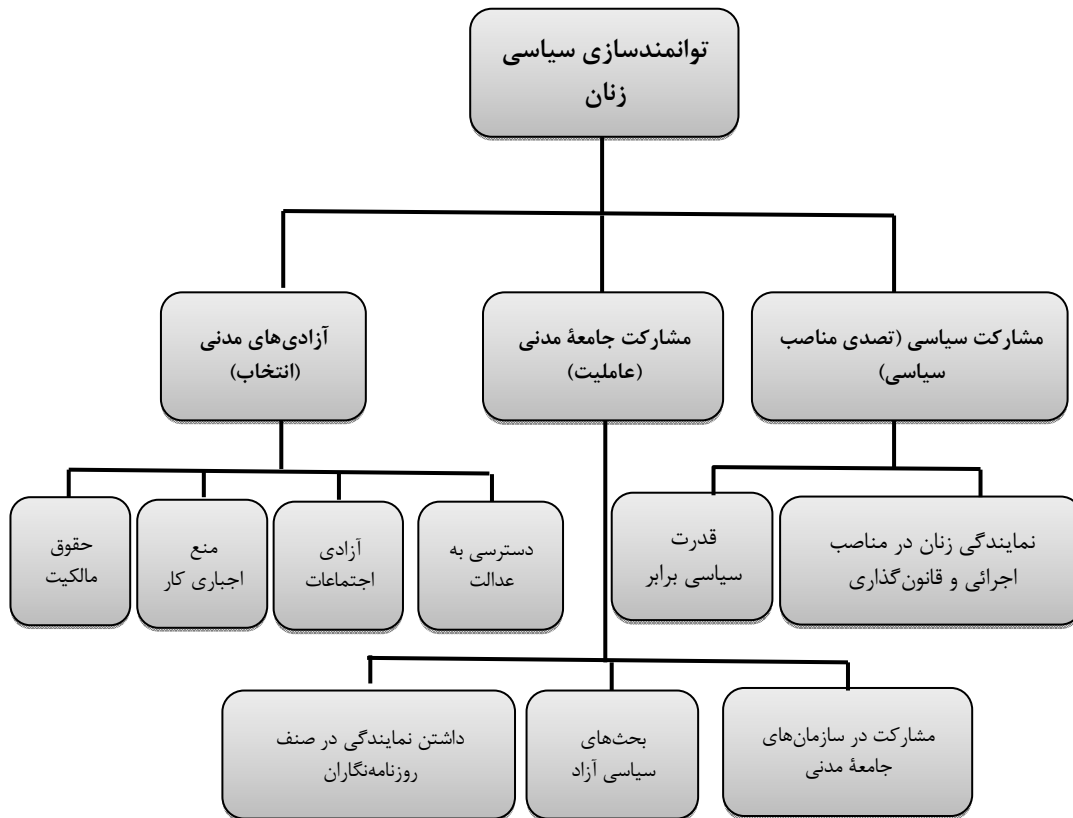 توانمندسازی سیاسی
زنان
مشارکت سیاسی (تصدی مناصب
سیاسی)
مشارکت جامعۀ مدنی
(عاملیت)
آزادی‌های مدنی
(انتخاب)
نمایندگی زنان در مناصب
اجرائی و قانون‌گذاری
قدرت
سیاسی برابر
دسترسی به
عدالت
آزادی
اجتماعات
منع
اجباری کار
حقوق
مالکیت
مشارکت در سازمان‌های
جامعۀ مدنی
بحث‌های
سیاسی آزاد
داشتن نمایندگی در صنف
روزنامه‌نگاران